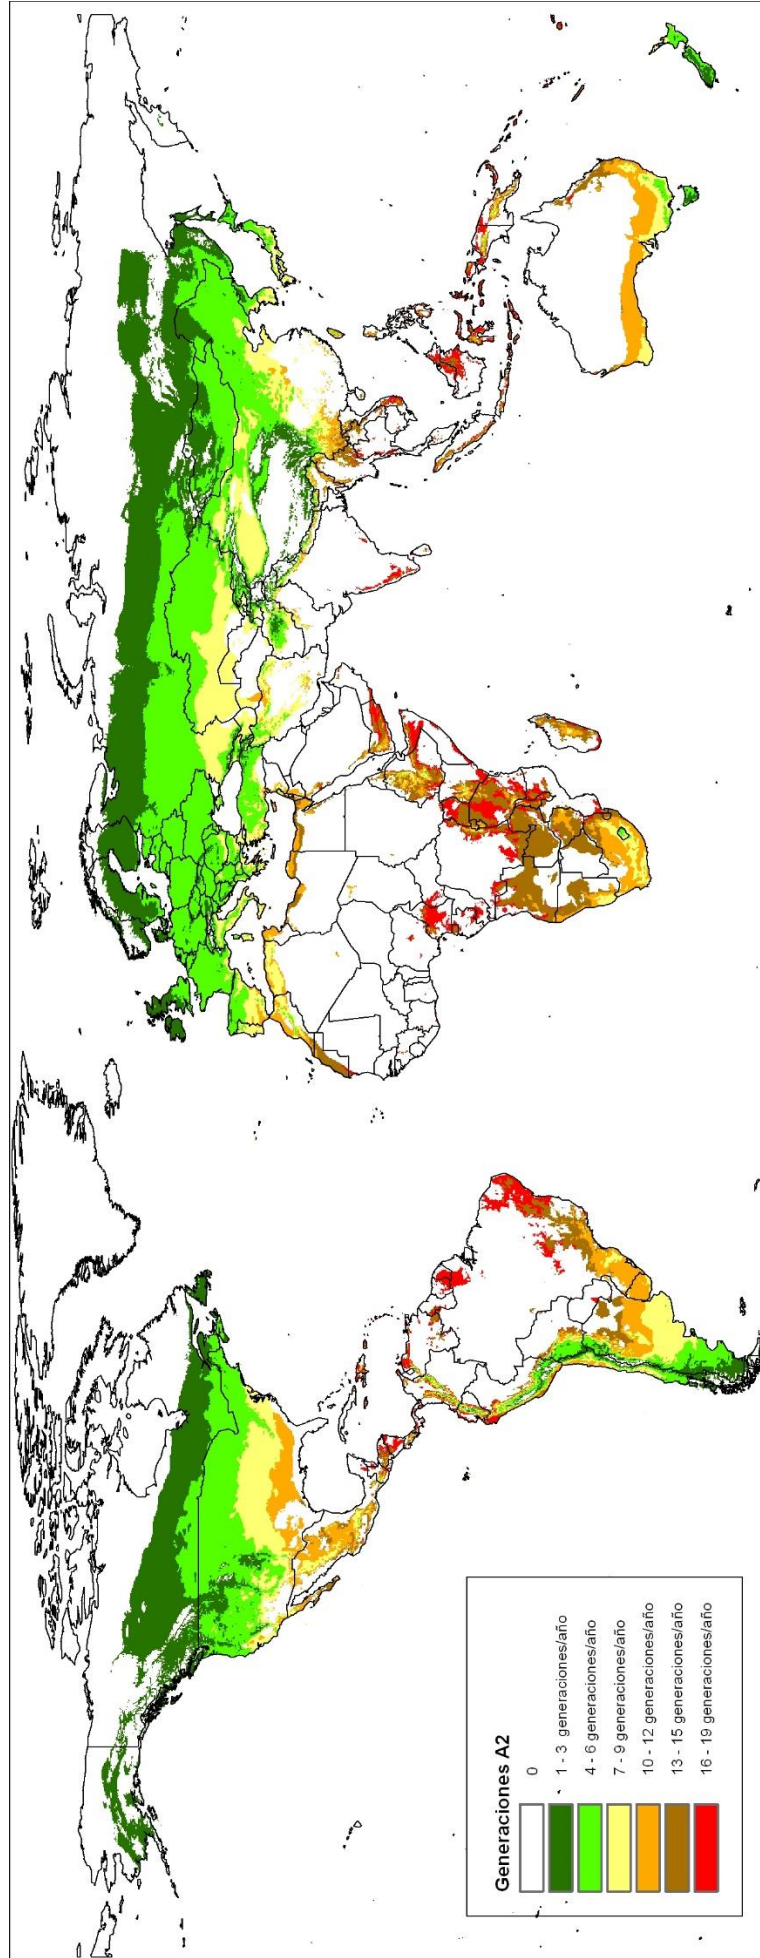 Generaciones A2
0
1 - 3 generaciones/año
4 - 6 generaciones/año
7 - 9 generaciones/año
10 - 12 generaciones/año
13 - 15 generaciones/año
16 - 19 generaciones/año